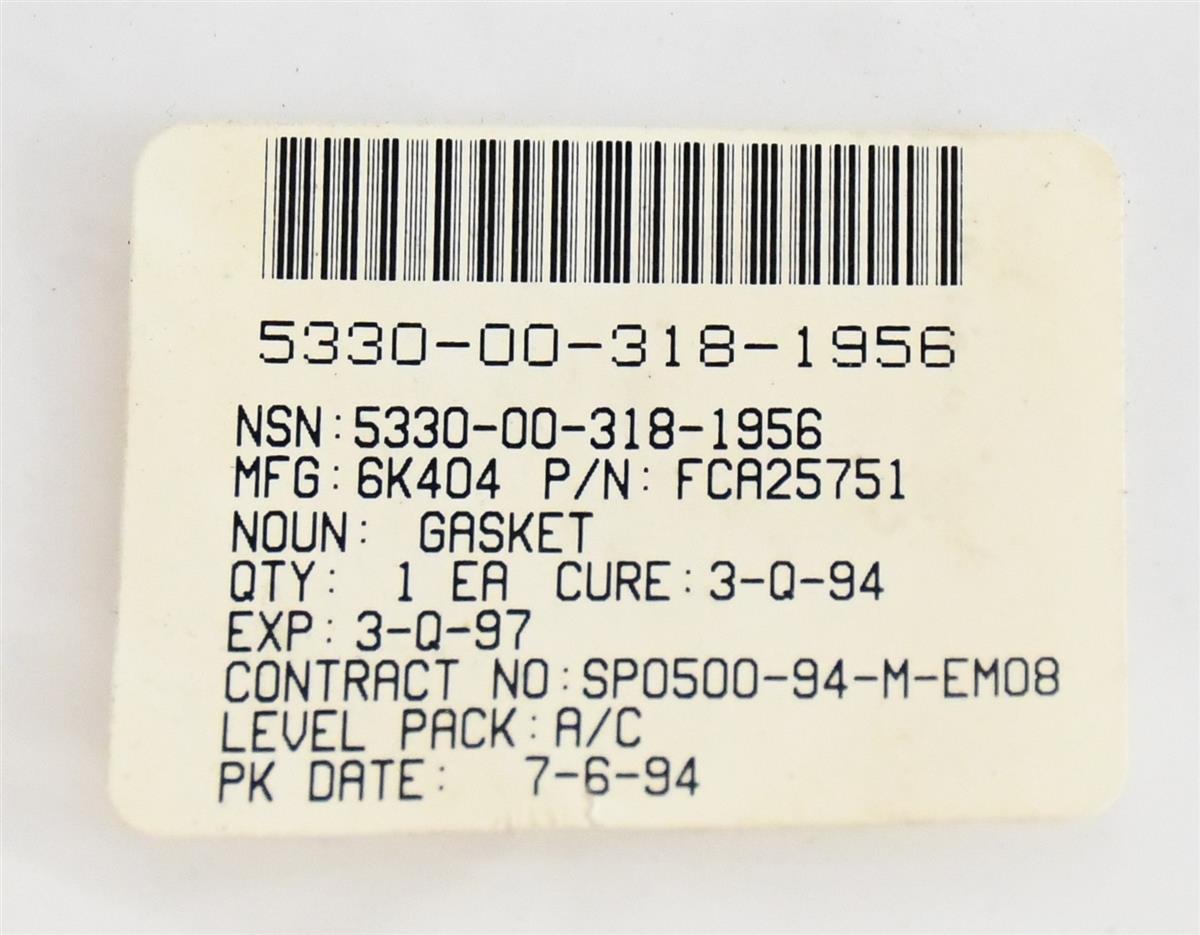 5330-00-318-1956
NSN:5330-00-318-1956
MFG:6K404 P/N: FCA25751
NOUN: GASKET
QTY: 1 EA CURE:3-Q-94
EXP: 3-Q-97
CONTRACT NO:SP0500-94-M-EM08
LEVEL PACK:A/C
PK DATE: 7-6-94